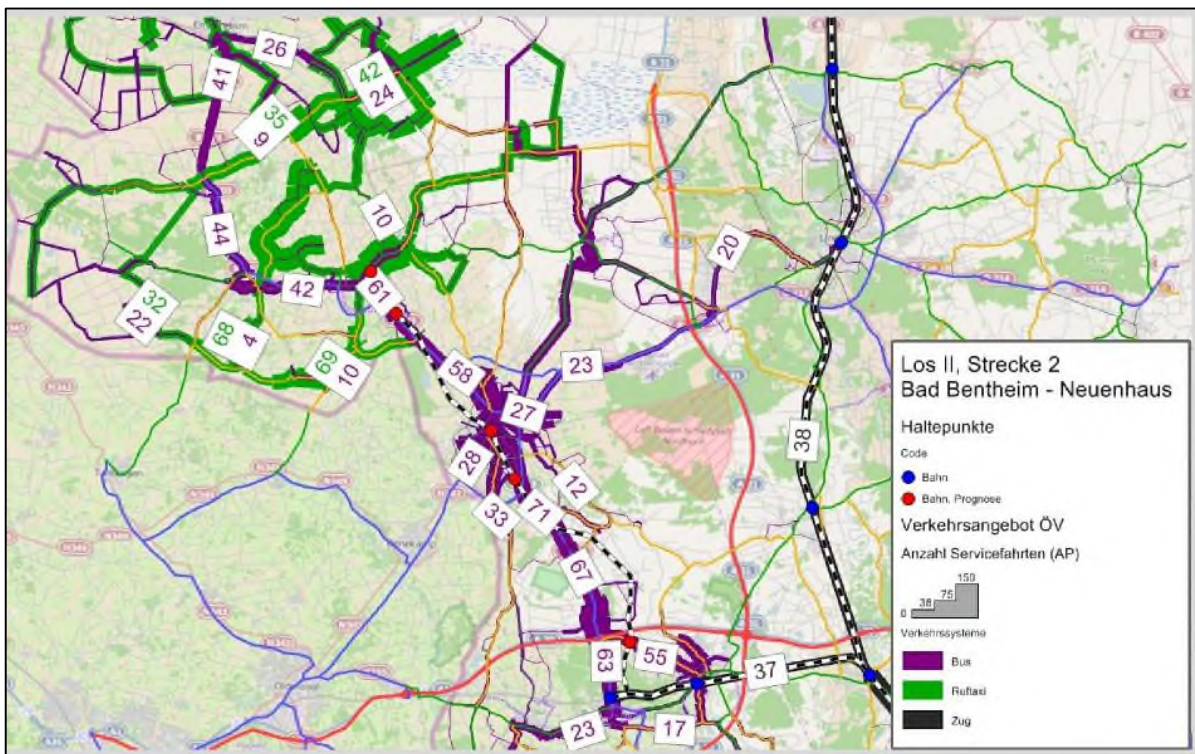 26
41
42
24
35
9
44
10
42
61
32
22
68
4
69
10
58
27
23
20
28
33
71
12
67
38
63
55
37
23
17
Los II, Strecke 2
Bad Bentheim - Neuenhaus
Haltepunkte
Code
Bahn
Bahn, Prognose
Verkehrsangebot ÖV
Anzahl Servicefahrten (AP)
150
75
38
0
Verkehrssysteme
Bus
Ruftaxi
Zug